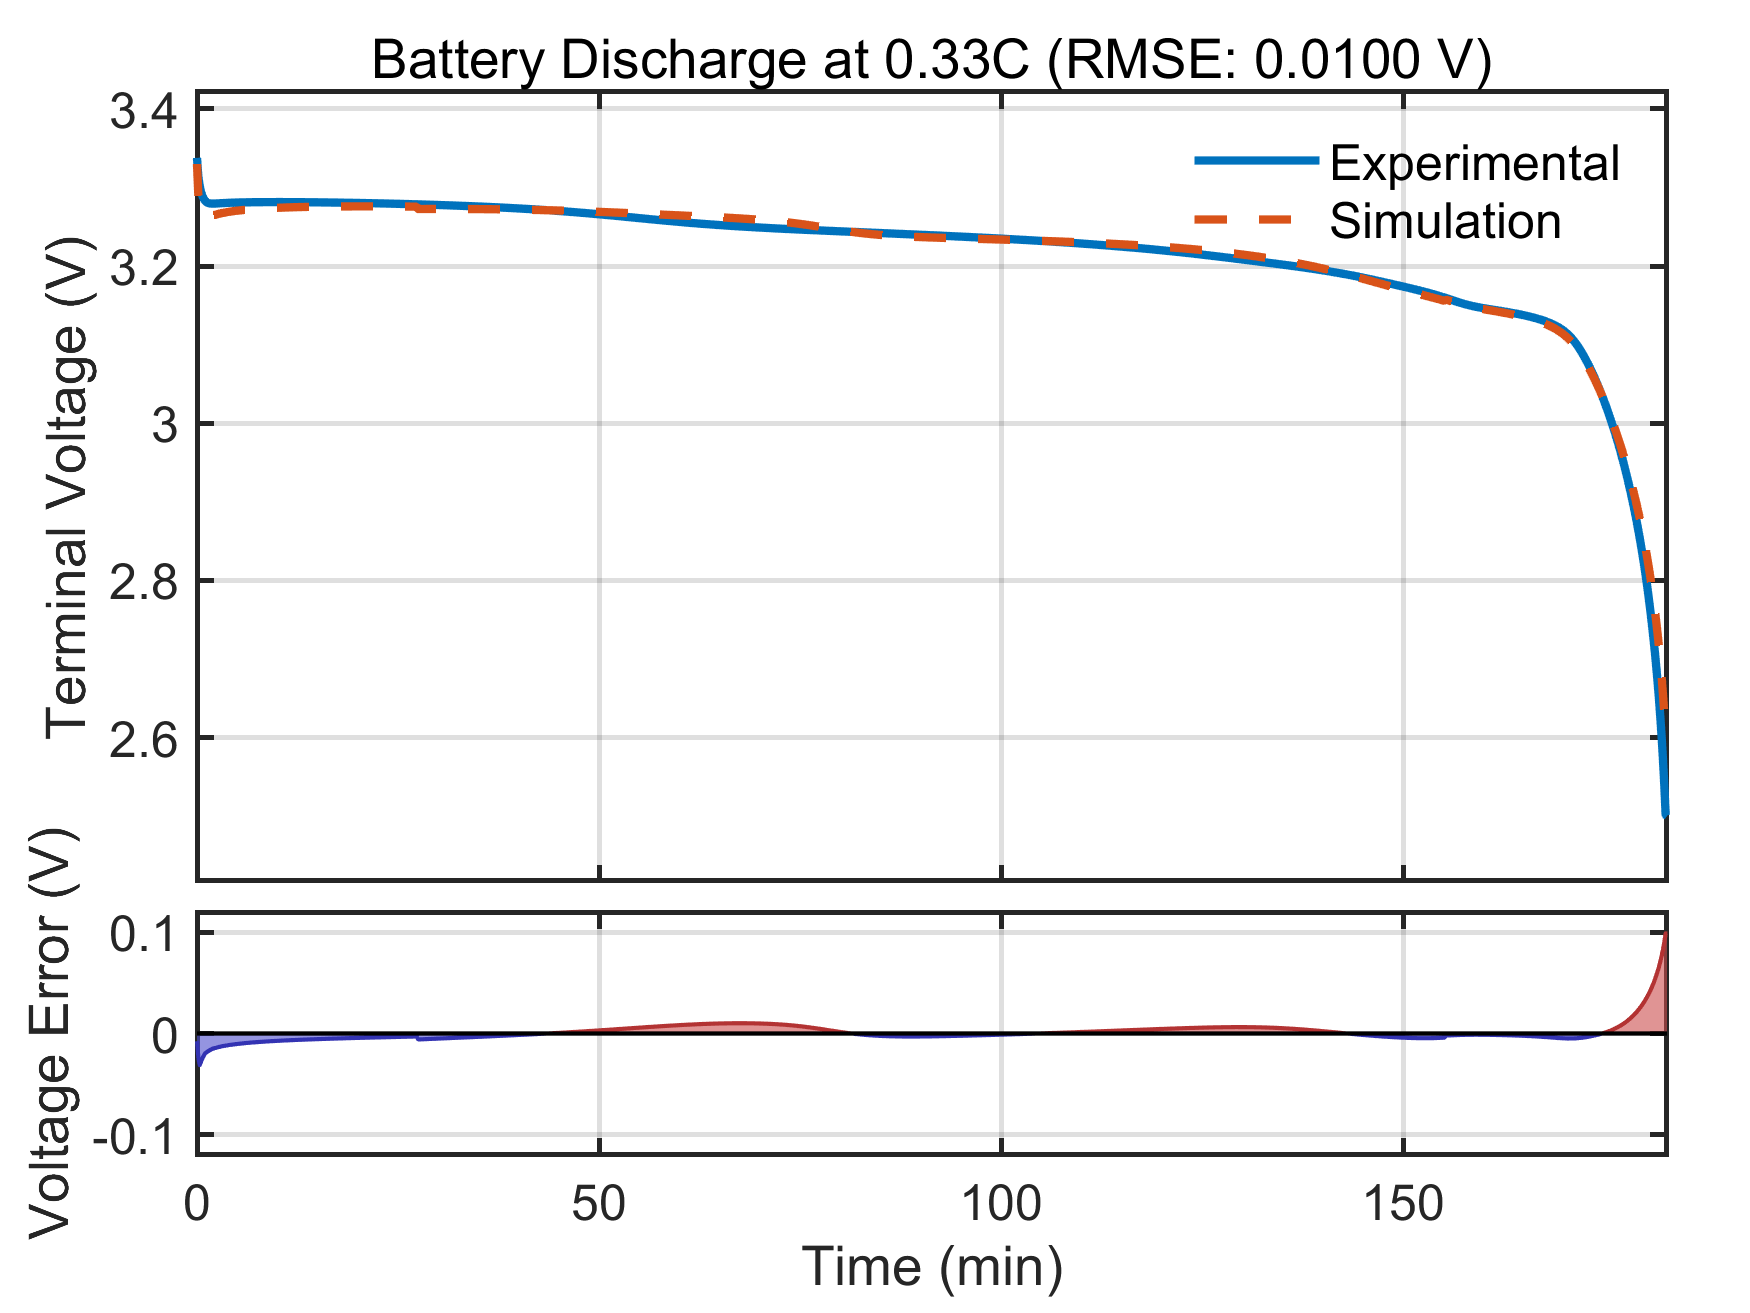 Battery Discharge at 0.33C (RMSE: 0.0100 V)
3.4
3.2
3
2.8
2.6
Terminal Voltage (V)
Experimental
Simulation
0.1
0
-0.1
Voltage Error (V)
0
50
100
150
Time (min)